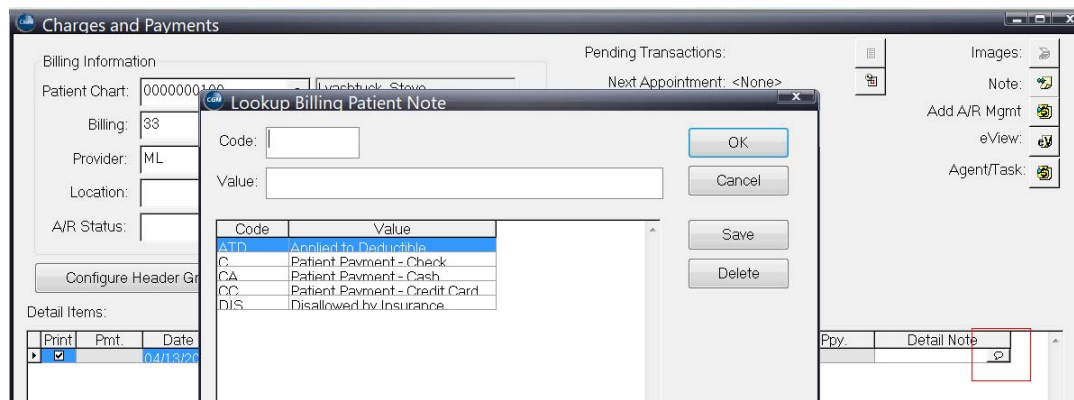 Charges and Payments
Billing Information
Pending Transactions:
Images:
Patient Chart: 0000000100
Next Appointment: <None>
Note:
Lookup Billing Patient Note
Add A/R Mgmt
Billing: 33
Code:
OK
eView:
Provider: ML
Value:
Cancel
Agent/Task:
Location:
A/R Status:
Code Value
Save
ATD Applied to Deductible
C Patient Payment - Check
CA Patient Payment - Cash
Configure Header Gr
Delete
CC Patient Payment - Credit Card
DIS Disallowed by Insurance
Detail Items:
Print Pmt. Date Ppy. Detail Note
04/13/20